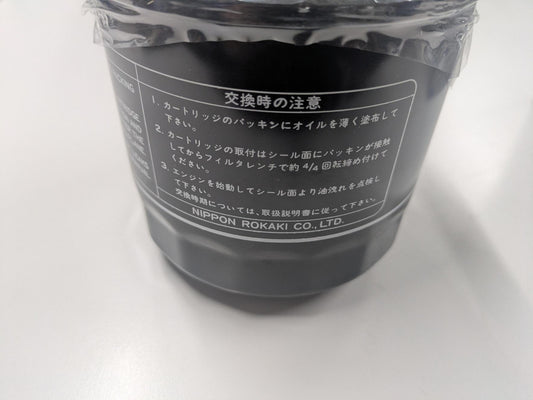 交換時の注意
1. カートリッジのパッキンにオイルを薄く塗布して
下さい。
2. カートリッジの取付はシール面にパッキンが接触
してからフィルタレンチで約4/4回転締め付けて
ください。
3. エンジンを始動してシール面より油洩れを点検し
て下さい。
交換時期については、取扱説明書に従って下さい。
NIPPON ROKAKI CO., LTD.